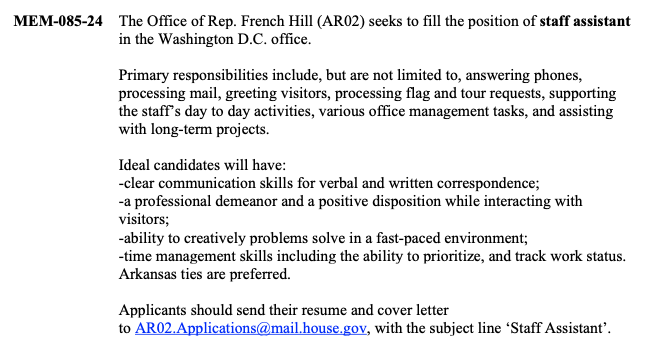 MEM-085-24 The Office of Rep. French Hill (AR02) seeks to fill the position of staff assistant
in the Washington D.C. office.
Primary responsibilities include, but are not limited to, answering phones,
processing mail, greeting visitors, processing flag and tour requests, supporting
the staff's day to day activities, various office management tasks, and assisting
with long-term projects.
Ideal candidates will have:
-clear communication skills for verbal and written correspondence;
-a professional demeanor and a positive disposition while interacting with
visitors;
-ability to creatively problems solve in a fast-paced environment;
-time management skills including the ability to prioritize, and track work status.
Arkansas ties are preferred.
Applicants should send their resume and cover letter
to AR02.Applications@mail.house.gov, with the subject line ‘Staff Assistant’.